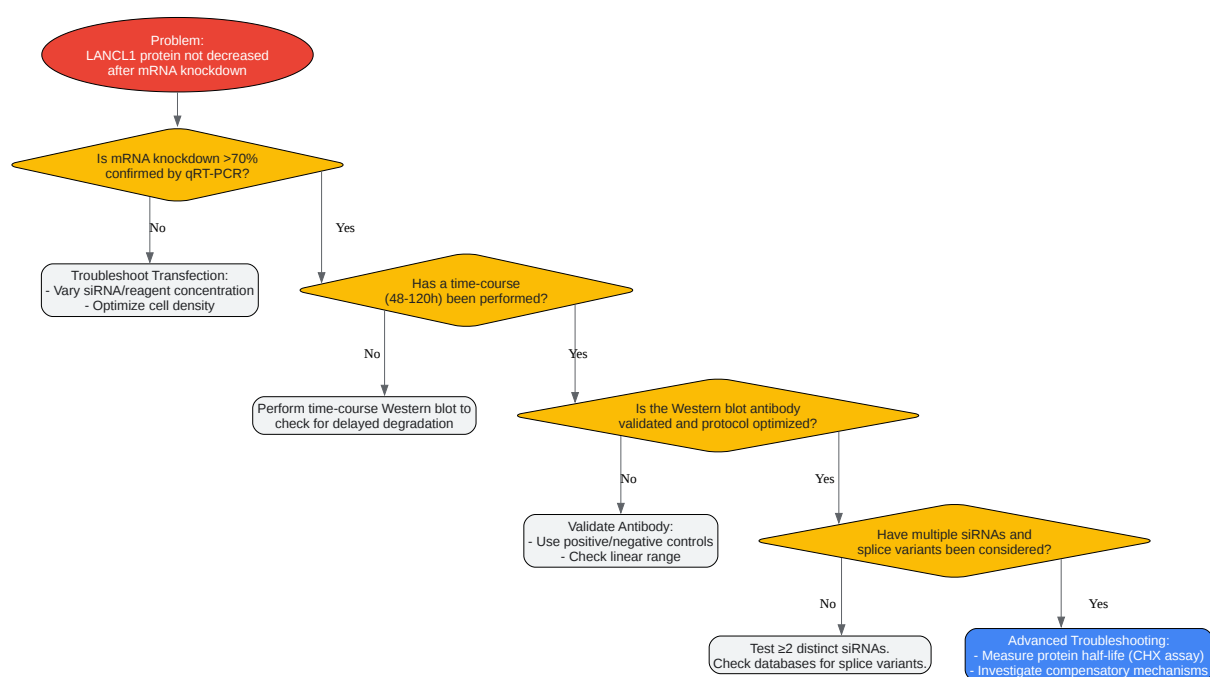 Problem:
LANCL1 protein not decreased
after mRNA knockdown
Is mRNA knockdown >70%
confirmed by qRT-PCR?
No
Yes
Troubleshoot Transfection:
- Vary siRNA/reagent concentration
- Optimize cell density
Has a time-course
(48-120h) been performed?
No
Yes
Perform time-course Western blot to
check for delayed degradation
Is the Western blot antibody
validated and protocol optimized?
No
Yes
Validate Antibody:
- Use positive/negative controls
- Check linear range
Have multiple siRNAs and
splice variants been considered?
No
Yes
Test ≥2 distinct siRNAs.
Check databases for splice variants.
Advanced Troubleshooting:
- Measure protein half-life (CHX assay)
- Investigate compensatory mechanisms